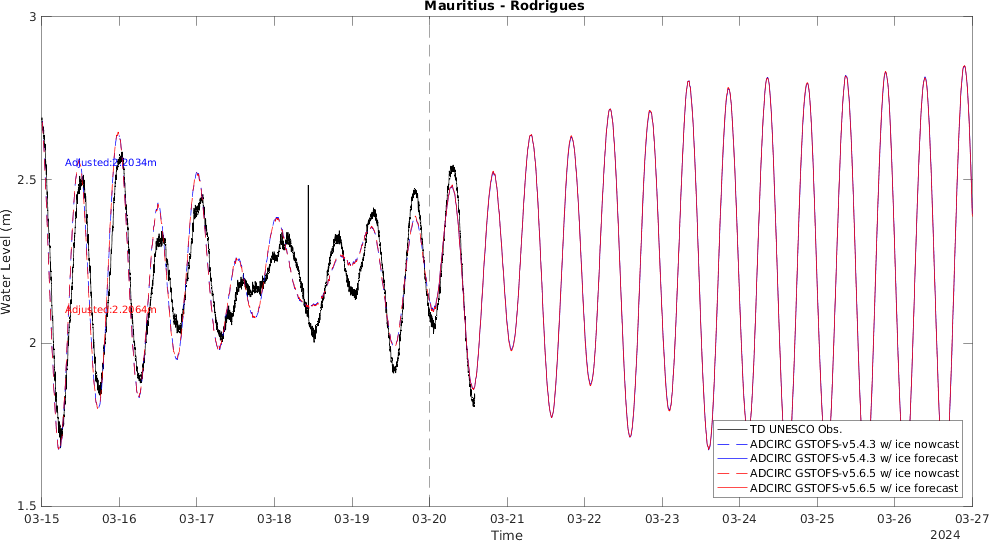 Mauritius - Rodrigues
3
2.5
2
1.5
Water Level (m)
Adjusted:2.2034m
Adjusted:2.2064m
TD UNESCO Obs.
ADCIRC GSTOFS-v5.4.3 w/ ice nowcast
ADCIRC GSTOFS-v5.4.3 w/ ice forecast
ADCIRC GSTOFS-v5.6.5 w/ ice nowcast
ADCIRC GSTOFS-v5.6.5 w/ ice forecast
03-15 03-16 03-17 03-18 03-19 03-20 03-21 03-22 03-23 03-24 03-25 03-26 03-27
Time
2024